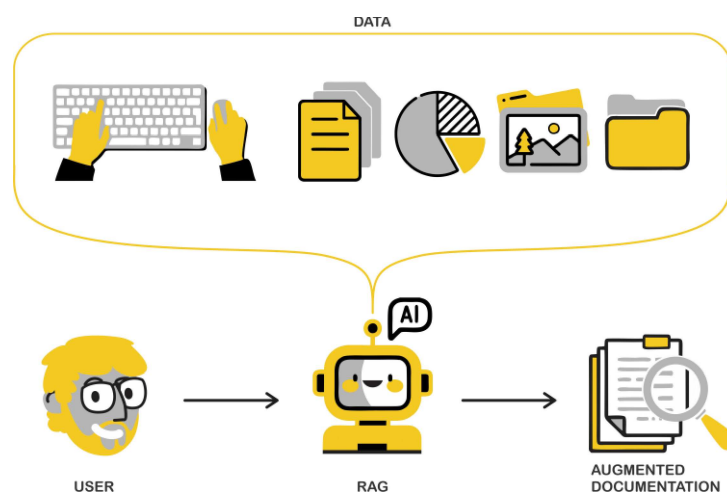 DATA
AI
USER
RAG
AUGMENTED
DOCUMENTATION